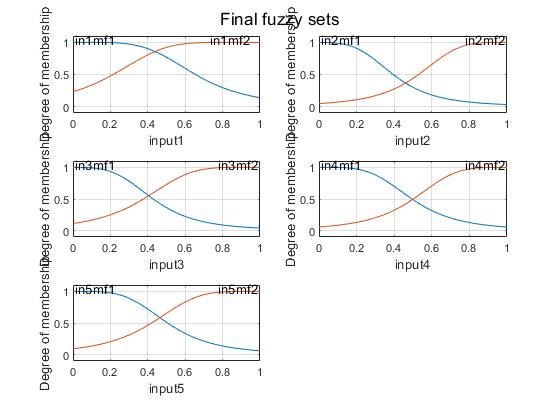 Final fuzzy sets
Degree of membership
in1mf1 in1mf2
1
0.5
0
0 0.2 0.4 0.6 0.8 1
input1
Degree of membership
in2mf1 in2mf2
1
0.5
0
0 0.2 0.4 0.6 0.8 1
input2
Degree of membership
in3mf1 in3mf2
1
0.5
0
0 0.2 0.4 0.6 0.8 1
input3
Degree of membership
in4mf1 in4mf2
1
0.5
0
0 0.2 0.4 0.6 0.8 1
input4
Degree of membership
in5mf1 in5mf2
1
0.5
0
0 0.2 0.4 0.6 0.8 1
input5